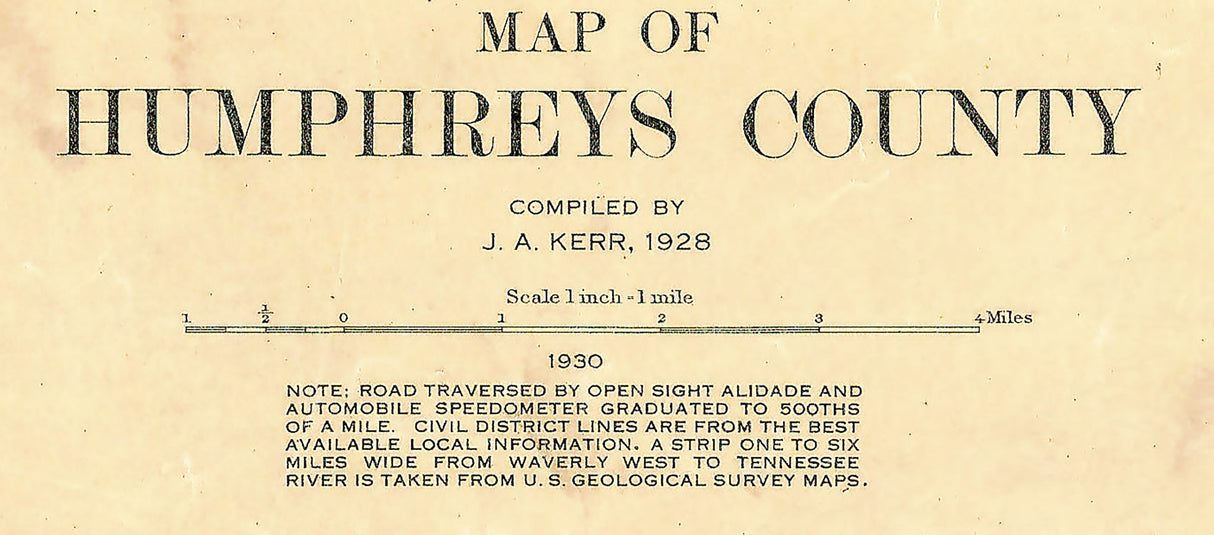 MAP OF
HUMPHREYS COUNTY
COMPILED BY
J. A. KERR, 1928
Scale 1 inch = 1 mile
1 ½ 0 1 2 3 4 Miles
1930
NOTE: ROAD TRAVERSED BY OPEN SIGHT ALIDADE AND
AUTOMOBILE SPEEDOMETER GRADUATED TO 500THS
OF A MILE. CIVIL DISTRICT LINES ARE FROM THE BEST
AVAILABLE LOCAL INFORMATION. A STRIP ONE TO SIX
MILES WIDE FROM WAVERLY WEST TO TENNESSEE
RIVER IS TAKEN FROM U. S. GEOLOGICAL SURVEY MAPS.